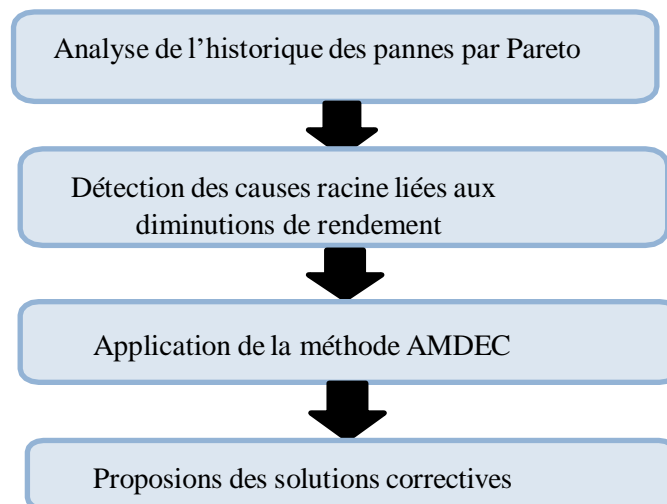 Analyse de l’historique des pannes par Pareto
Détection des causes racine liées aux
diminutions de rendement
Application de la méthode AMDEC
Proposions des solutions correctives